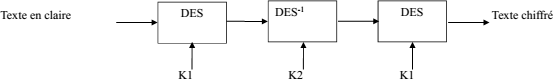 Texte en claire DES DES⁻¹ DES Texte chiffré
K1 K2 K1